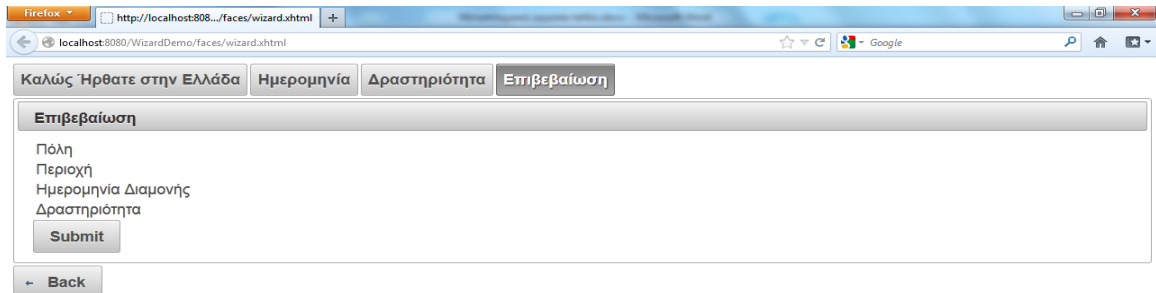 Firefox
http://localhost:808.../faces/wizard.xhtml
localhost:8080/WizardDemo/faces/wizard.xhtml
Google
Καλώς Ήρθατε στην Ελλάδα Ημερομηνία Δραστηριότητα Επιβεβαίωση
Επιβεβαίωση
Πόλη
Περιοχή
Ημερομηνία Διαμονής
Δραστηριότητα
Submit
← Back